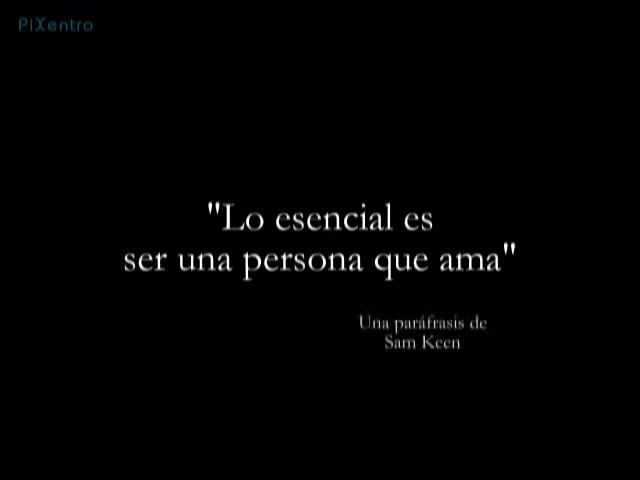 PIXentro
"Lo esencial es
ser una persona que ama"
Una paráfrasis de
Sam Keen